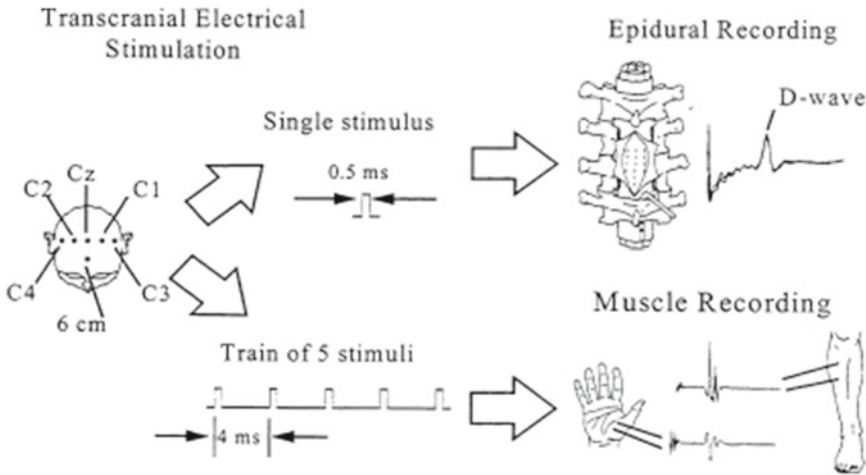 Transcranial Electrical
Stimulation
Epidural Recording
D-wave
Single stimulus
0.5 ms
Cz
C2
C1
C4
C3
6 cm
Muscle Recording
Train of 5 stimuli
4 ms